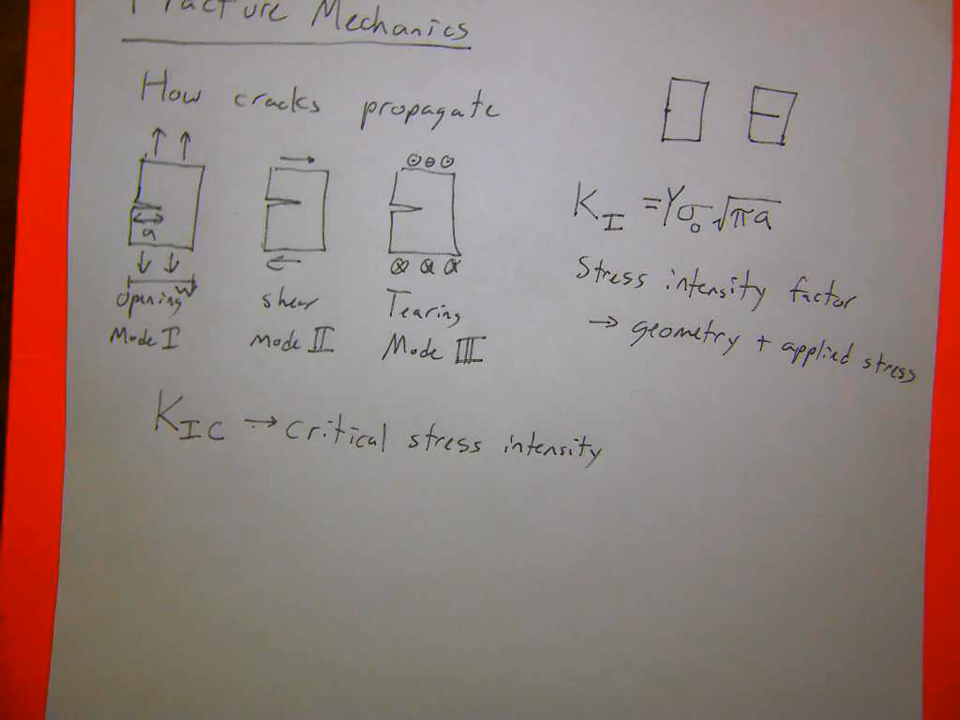 Fracture Mechanics
How cracks propagate
a
W
opening
Mode I
shear
mode II
Tearing
Mode III
K_I = Yσ₀√πa
Stress intensity factor
→ geometry + applied stress
K_IC → critical stress intensity